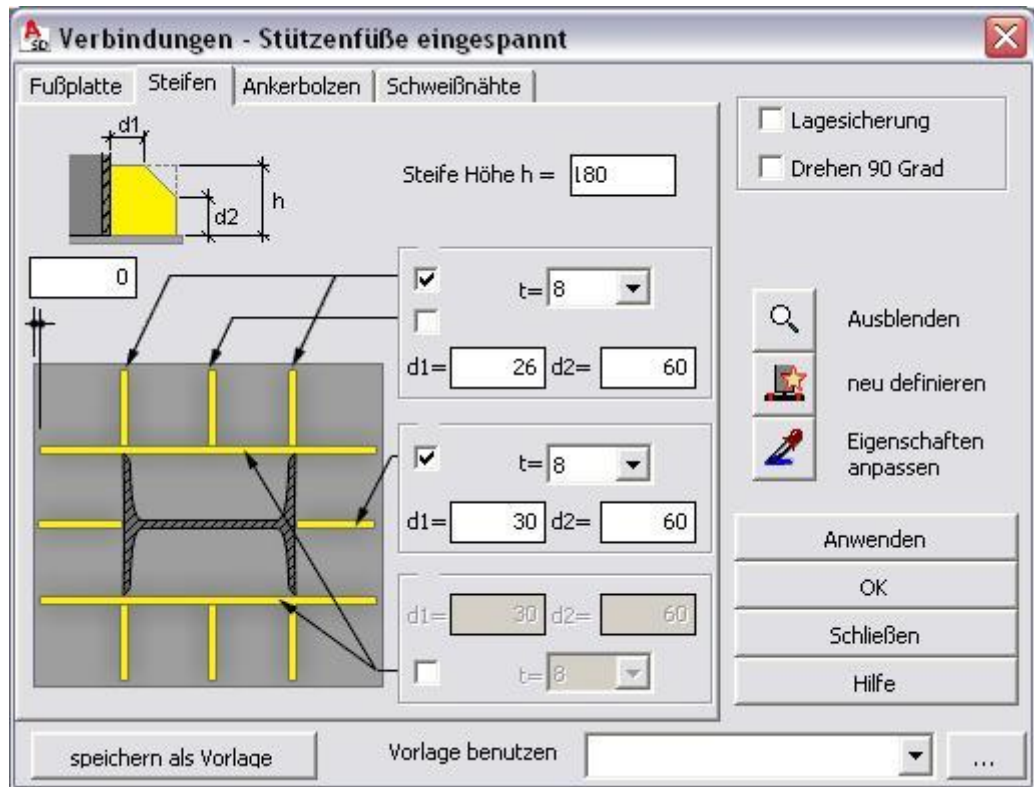 SD Verbindungen - Stützenfüße eingespannt
Fußplatte Steifen Ankerbolzen Schweißnähte
d1
h
d2
Steife Höhe h = 180
0
t= 8
d1= 26 d2= 60
t= 8
d1= 30 d2= 60
d1= 30 d2= 60
t= 8
Lagesicherung
Drehen 90 Grad
Ausblenden
neu definieren
Eigenschaften
anpassen
Anwenden
OK
Schließen
Hilfe
speichern als Vorlage Vorlage benutzen ...